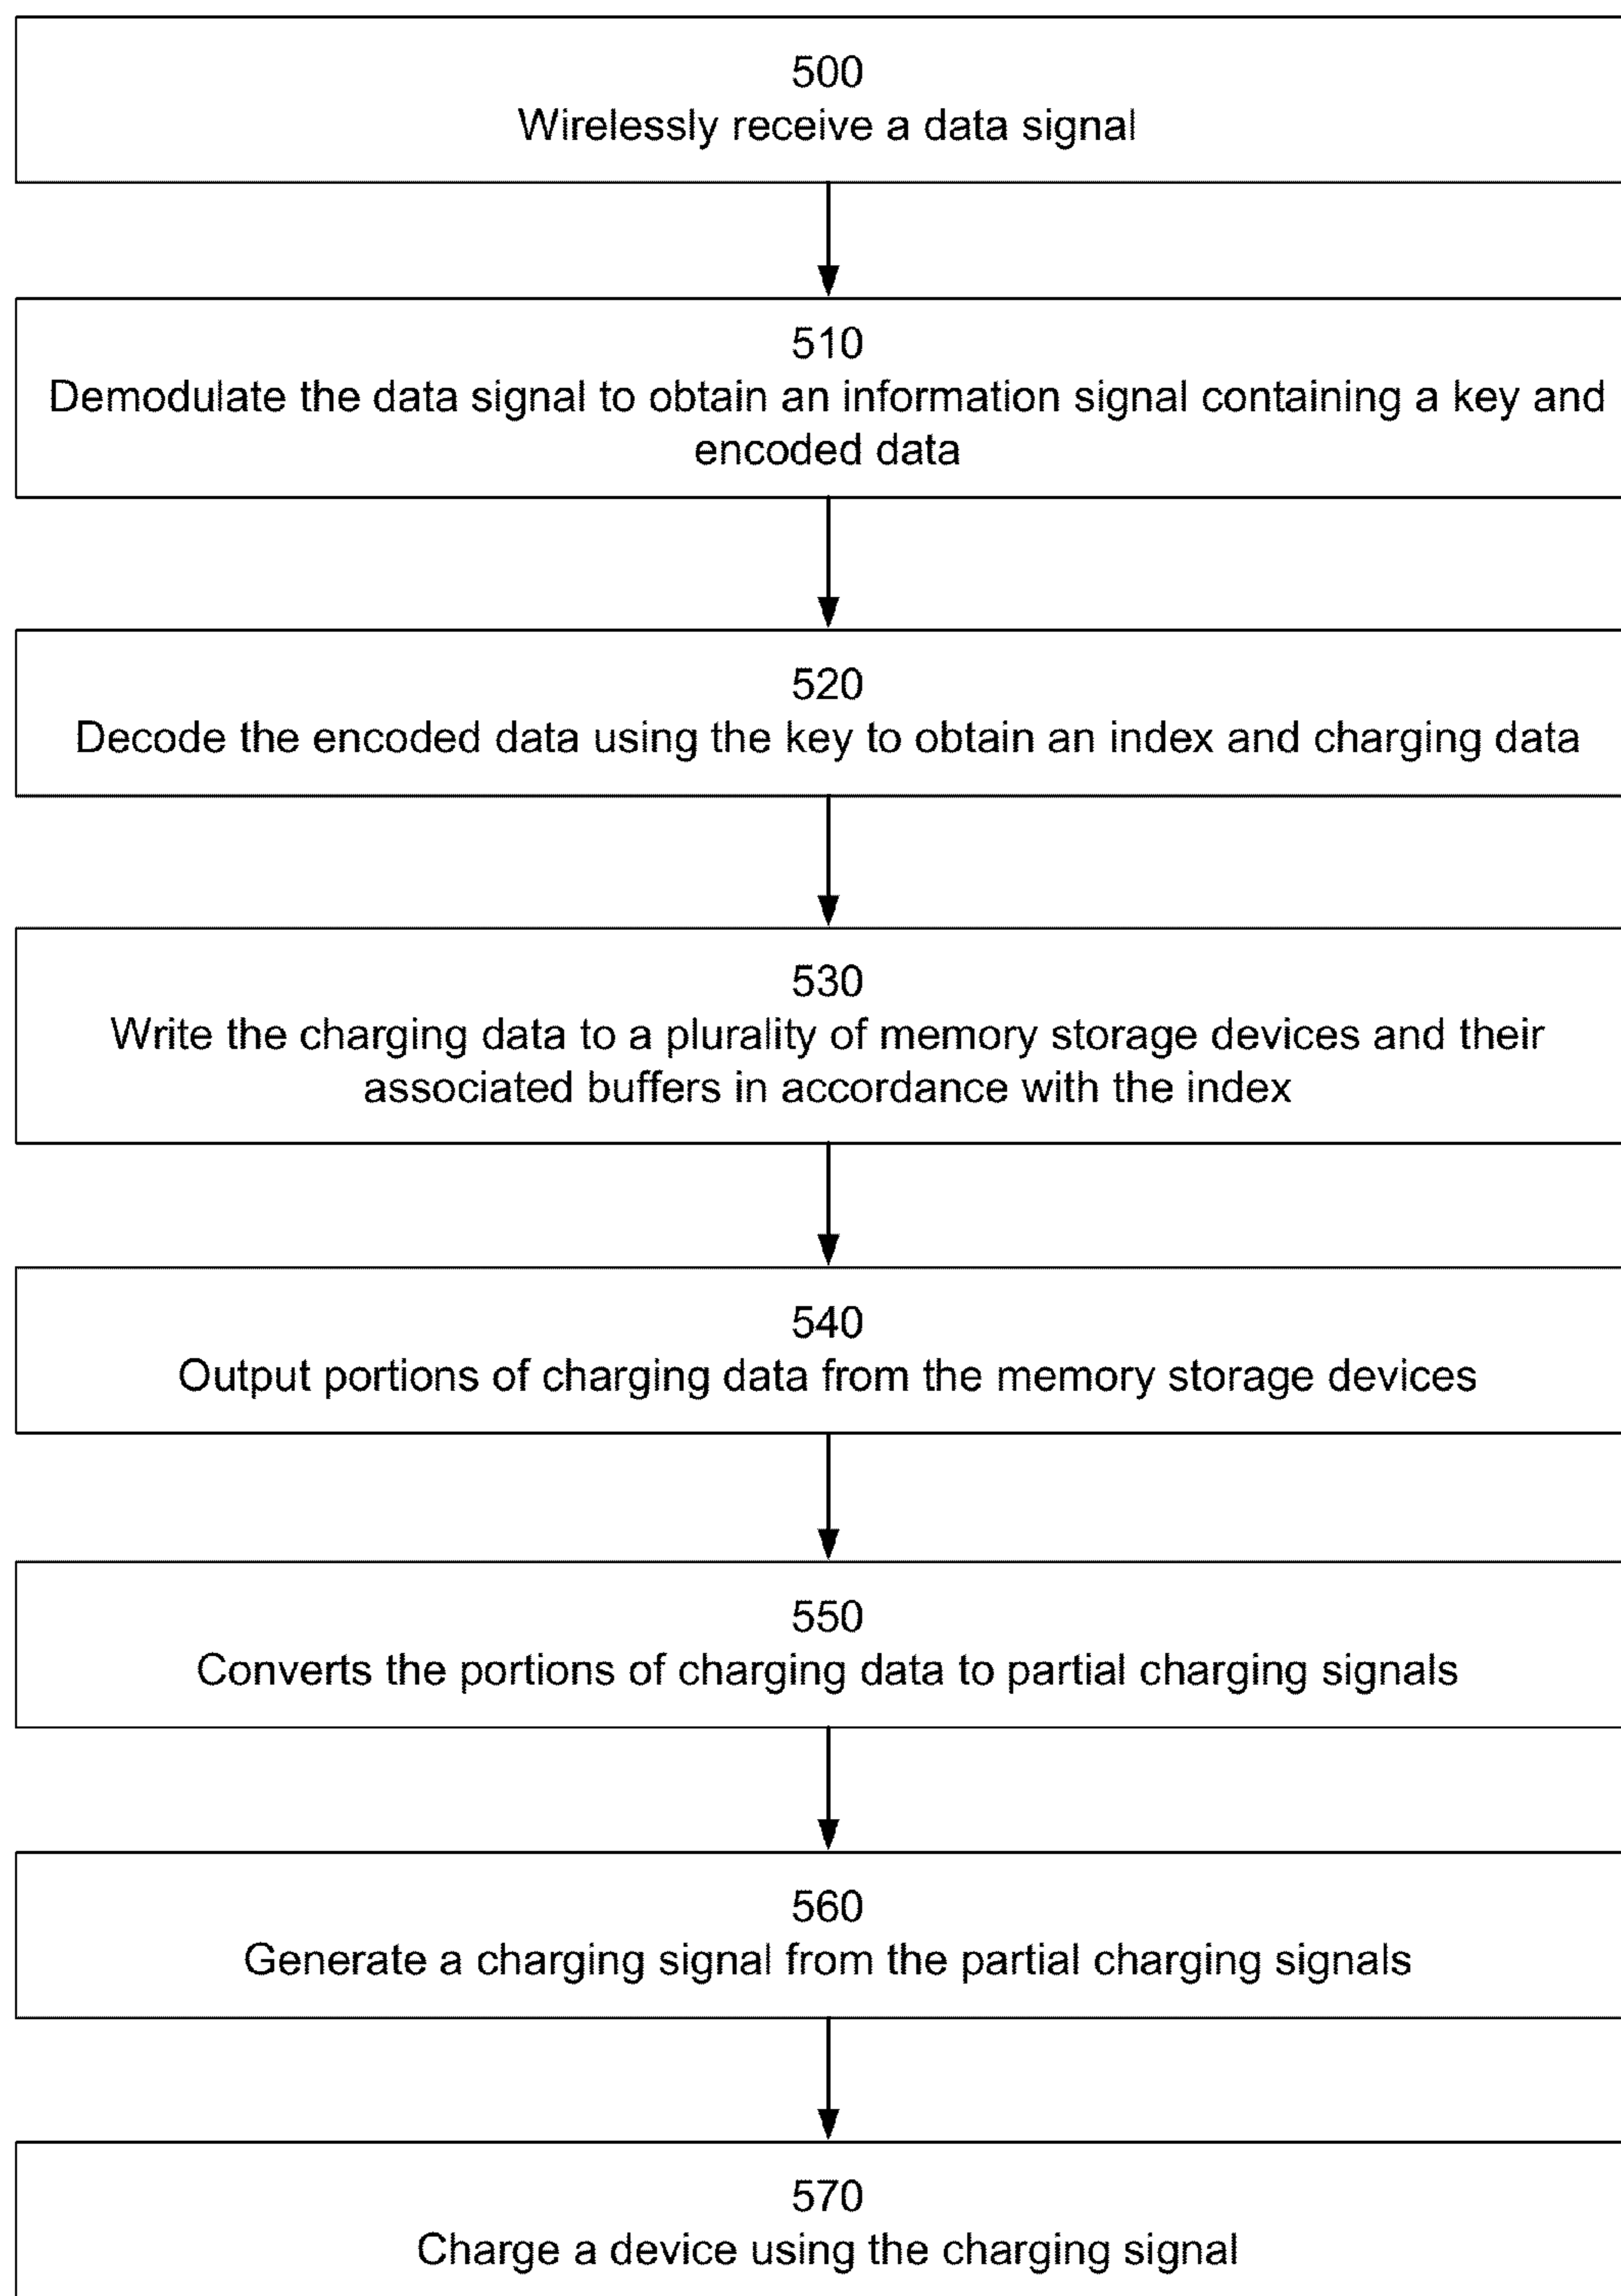 500
Wirelessly receive a data signal
510
Demodulate the data signal to obtain an information signal containing a key and
encoded data
520
Decode the encoded data using the key to obtain an index and charging data
530
Write the charging data to a plurality of memory storage devices and their
associated buffers in accordance with the index
540
Output portions of charging data from the memory storage devices
550
Converts the portions of charging data to partial charging signals
560
Generate a charging signal from the partial charging signals
570
Charge a device using the charging signal